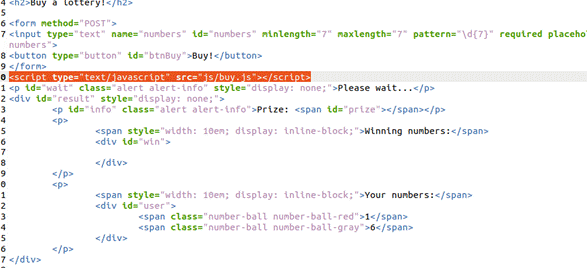 4 <h2>Buy a lottery!</h2>
5
6 <form method="POST">
7 <input type="text" name="numbers" id="numbers" minlength="7" maxlength="7" pattern="\d{7}" required placeho
numbers">
8 <button type="button" id="btnBuy">Buy!</button>
9 </form>
0 <script type="text/javascript" src="js/buy.js"></script>
1 <p id="wait" class="alert alert-info" style="display: none;">Please wait...</p>
2 <div id="result" style="display: none;">
3 <p id="info" class="alert alert-info">Prize: <span id="prize"></span></p>
4 <p>
5 <span style="width: 10em; display: inline-block;">Winning numbers:</span>
6 <div id="win">
7
8 </div>
9 </p>
0 <p>
1 <span style="width: 10em; display: inline-block;">Your numbers:</span>
2 <div id="user">
3 <span class="number-ball number-ball-red">1</span>
4 <span class="number-ball number-ball-gray">6</span>
5 </div>
6 </p>
7 </div>